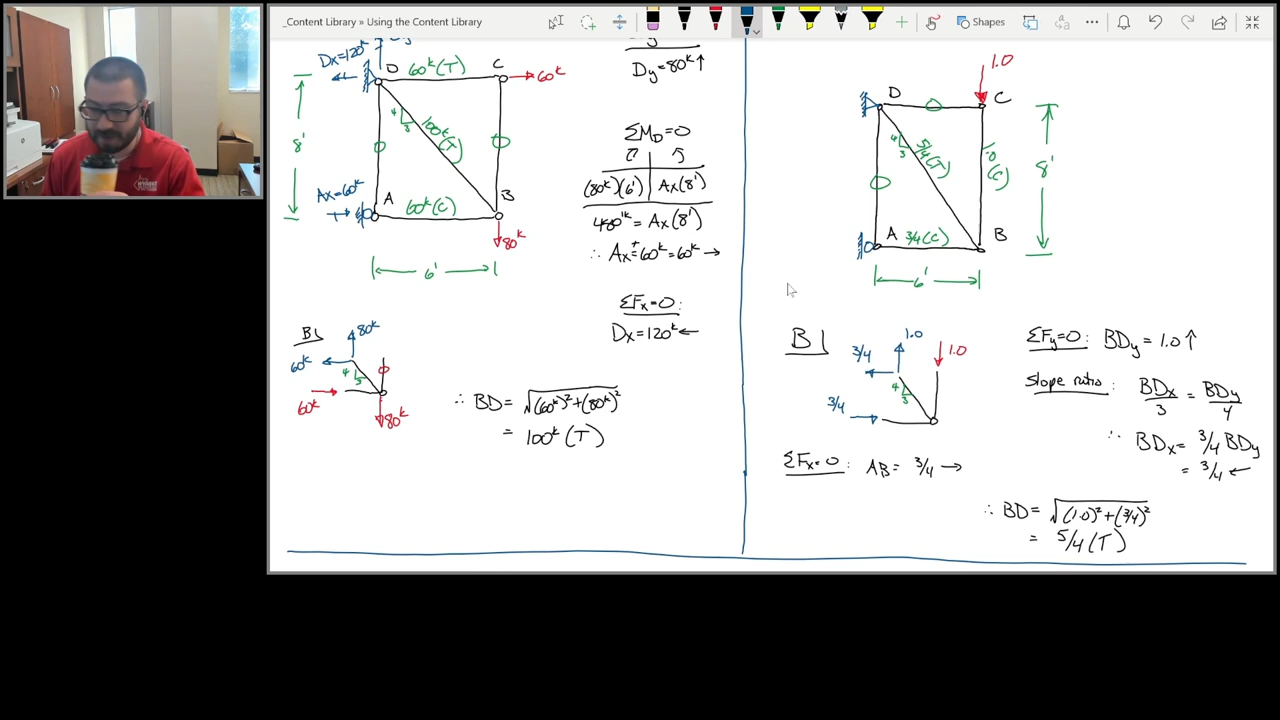 _Content Library » Using the Content Library
Shapes
Dx=120ᵏ
D
60ᵏ(T)
C
60ᵏ
8'
4
3
100ᵏ(T)
0
0
Ax=60ᵏ
A
60ᵏ(C)
B
80ᵏ
6'
Dy=80ᵏ↑
ΣM_D=0
(80ᵏ)(6') | Ax(8')
480'ᵏ = Ax(8')
∴ Ax=+60ᵏ=60ᵏ →
ΣFx=0:
Dx=120ᵏ←
B
80ᵏ
60ᵏ
4
3
0
60ᵏ
80ᵏ
∴ BD= √(60ᵏ)²+(80ᵏ)²
= 100ᵏ (T)
1.0
D
C
0
4
3
5/4(T)
1.0
(C)
8'
0
A
3/4(C)
B
6'
B
1.0
3/4
1.0
4
3
3/4
ΣFy=0: BDy= 1.0↑
Slope ratio: BDx/3 = BDy/4
∴ BDx= 3/4 BDy
= 3/4 ←
ΣFx=0: AB= 3/4 →
∴ BD= √(1.0)²+(3/4)²
= 5/4(T)